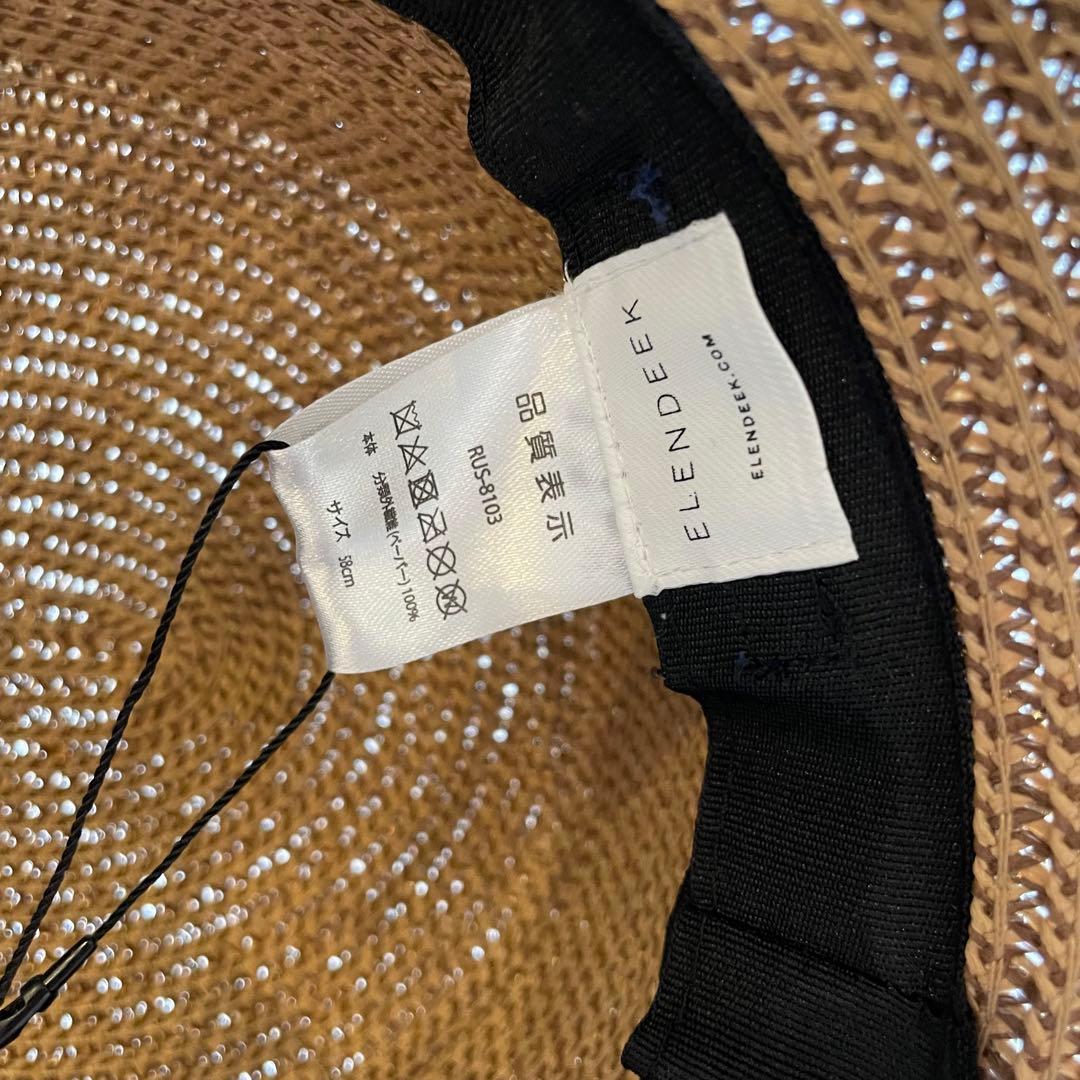 ELENDEEK
ELENDEEK.COM
品質表示
RUS-8103
本体 分類外繊維(ペーパー)100%
サイズ 58cm